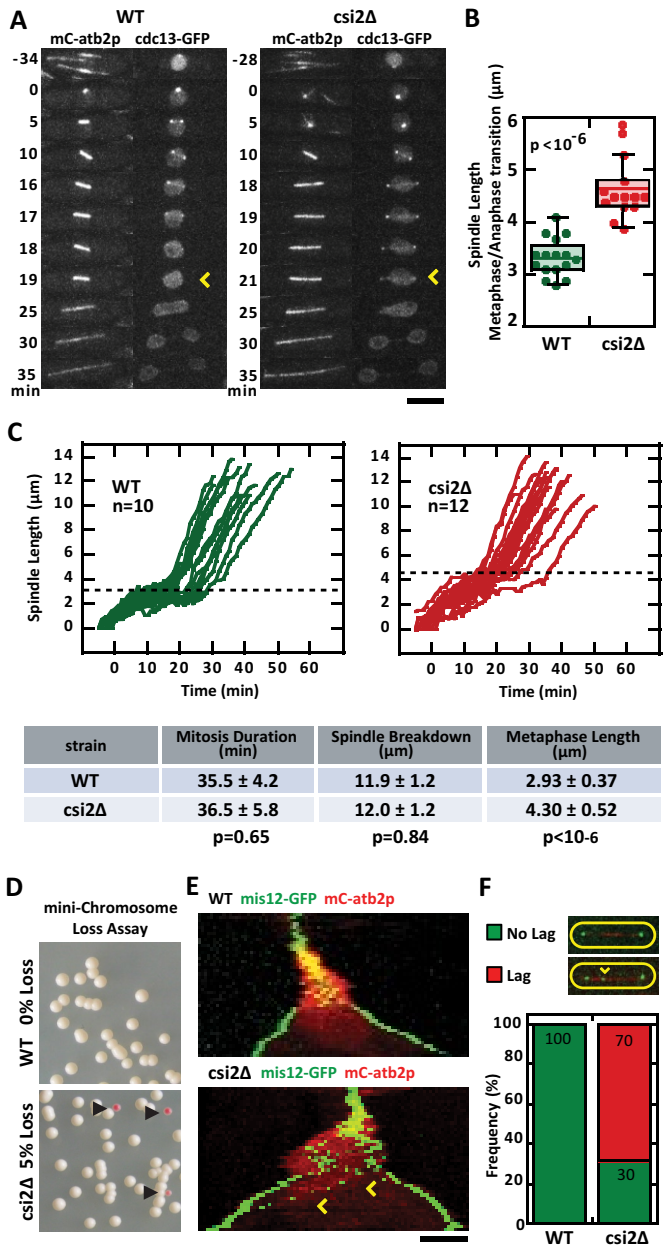 A
WT
csi2Δ
mC-atb2p cdc13-GFP
mC-atb2p cdc13-GFP
-34
0
5
10
16
17
18
19
25
30
35
min
-28
0
5
10
18
19
20
21
25
30
35
min
B
Spindle Length
Metaphase/Anaphase transition (μm)
6
5
4
3
2
p<10-6
WT
csi2Δ
C
Spindle Length (μm)
14
12
10
8
6
4
2
0
WT
n=10
0 10 20 30 40 50 60
Time (min)
14
12
10
8
6
4
2
0
csi2Δ
n=12
0 10 20 30 40 50 60
Time (min)
strain Mitosis Duration (min) Spindle Breakdown (μm) Metaphase Length (μm)
WT 35.5 ± 4.2 11.9 ± 1.2 2.93 ± 0.37
csi2Δ 36.5 ± 5.8 12.0 ± 1.2 4.30 ± 0.52
p=0.65 p=0.84 p<10-6
D
mini-Chromosome
Loss Assay
WT 0% Loss
csi2Δ 5% Loss
E
WT mis12-GFP mC-atb2p
csi2Δ mis12-GFP mC-atb2p
F
No Lag
Lag
Frequency (%)
100
80
60
40
20
0
100
70
30
WT
csi2Δ